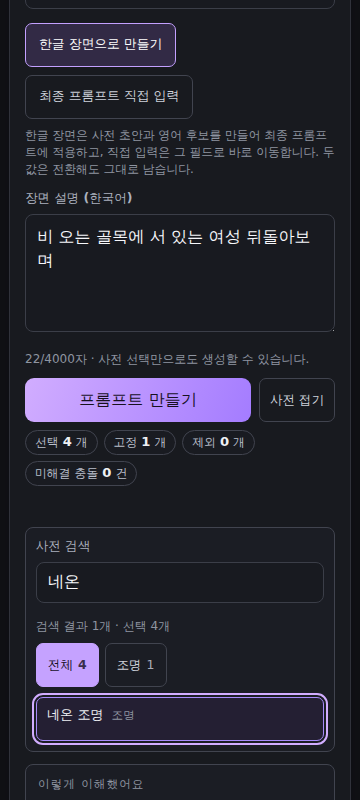 한글 장면으로 만들기
최종 프롬프트 직접 입력
한글 장면은 사전 초안과 영어 후보를 만들어 최종 프롬프
트에 적용하고, 직접 입력은 그 필드로 바로 이동합니다. 두
값은 전환해도 그대로 남습니다.
장면 설명 (한국어)
비 오는 골목에 서 있는 여성 뒤돌아보
며
22/4000자 · 사전 선택만으로도 생성할 수 있습니다.
프롬프트 만들기
사전 접기
선택 4 개
고정 1 개
제외 0 개
미해결 충돌 0 건
사전 검색
네온
검색 결과 1개 · 선택 4개
전체 4
조명 1
네온 조명 조명
이렇게 이해했어요